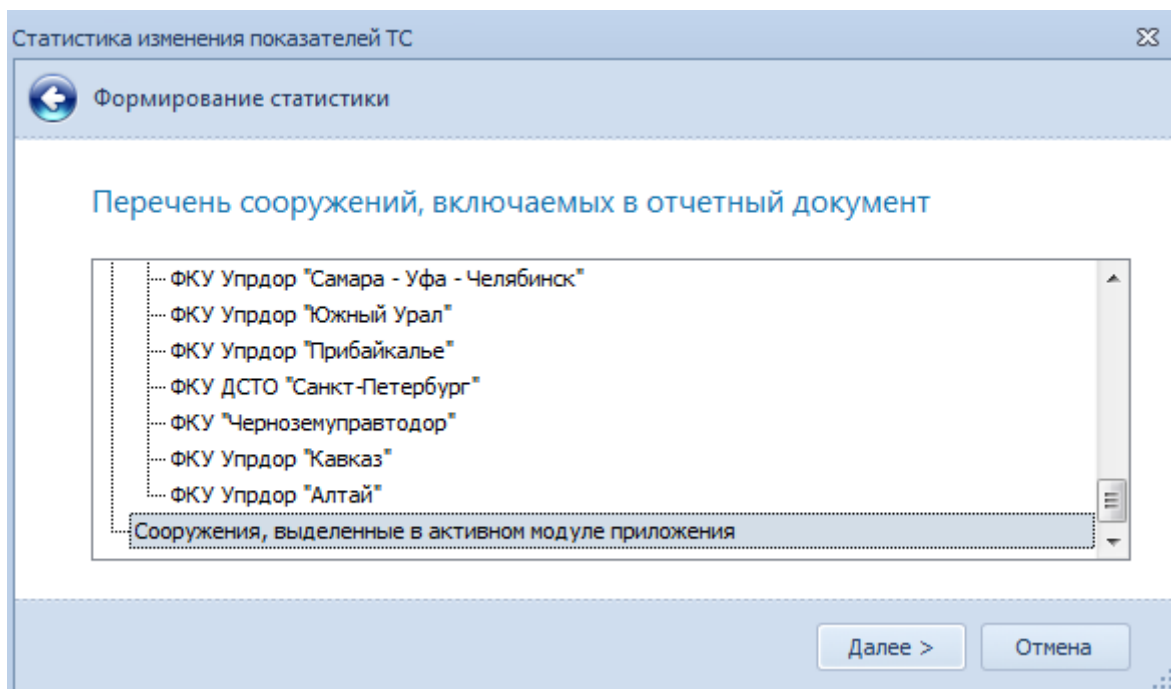 Статистика изменения показателей ТС
Формирование статистики
Перечень сооружений, включаемых в отчетный документ
ФКУ Упрдор "Самара - Уфа - Челябинск"
ФКУ Упрдор "Южный Урал"
ФКУ Упрдор "Прибайкалье"
ФКУ ДСТО "Санкт-Петербург"
ФКУ "Черноземуправтодор"
ФКУ Упрдор "Кавказ"
ФКУ Упрдор "Алтай"
Сооружения, выделенные в активном модуле приложения
Далее > Отмена